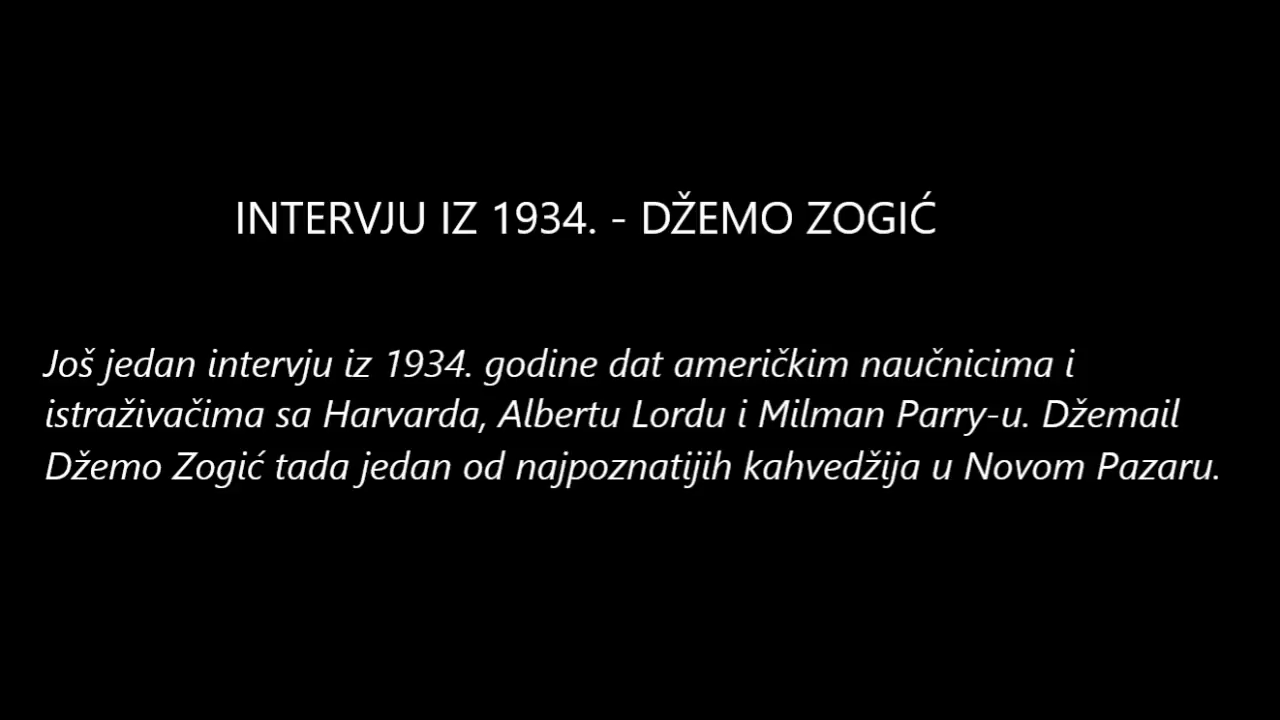 INTERVJU IZ 1934. - DŽEMO ZOGIĆ
Još jedan intervju iz 1934. godine dat američkim naučnicima i
istraživačima sa Harvarda, Albertu Lordu i Milman Parry-u. Džemail
Džemo Zogić tada jedan od najpoznatijih kahvedžija u Novom Pazaru.